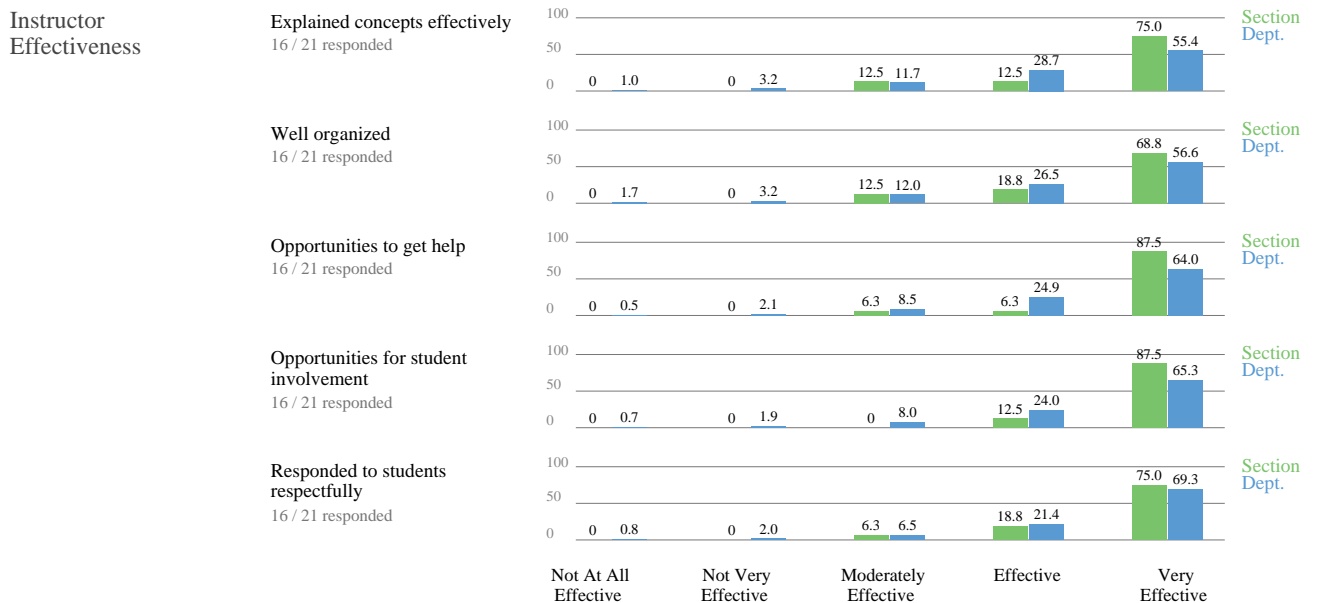 Instructor
Effectiveness
Explained concepts effectively
16 / 21 responded
100
50
0
0 1.0 0 3.2 12.5 11.7 12.5 28.7 75.0 55.4
Section
Dept.
Well organized
16 / 21 responded
100
50
0
0 1.7 0 3.2 12.5 12.0 18.8 26.5 68.8 56.6
Section
Dept.
Opportunities to get help
16 / 21 responded
100
50
0
0 0.5 0 2.1 6.3 8.5 6.3 24.9 87.5 64.0
Section
Dept.
Opportunities for student
involvement
16 / 21 responded
100
50
0
0 0.7 0 1.9 0 8.0 12.5 24.0 87.5 65.3
Section
Dept.
Responded to students
respectfully
16 / 21 responded
100
50
0
0 0.8 0 2.0 6.3 6.5 18.8 21.4 75.0 69.3
Section
Dept.
Not At All
Effective
Not Very
Effective
Moderately
Effective
Effective
Very
Effective